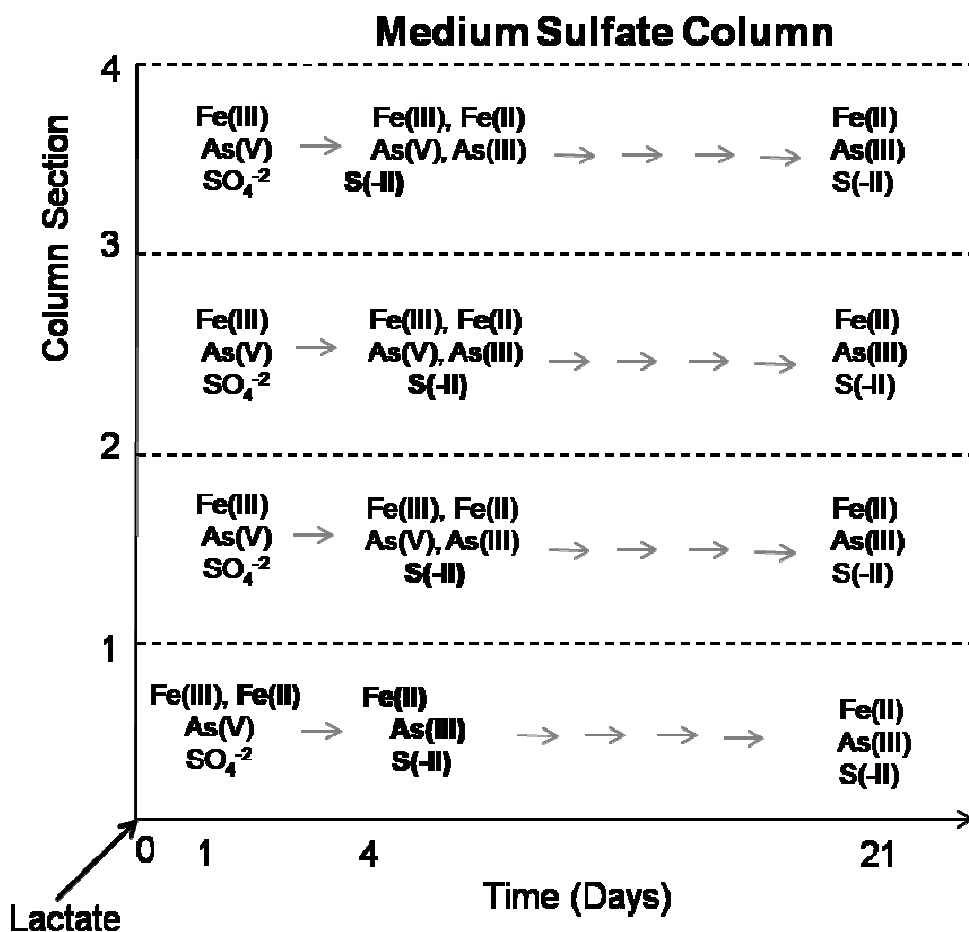 Medium Sulfate Column
Column Section
4
Fe(III)
As(V)
SO₄⁻²
Fe(III), Fe(II)
As(V), As(III)
S(-II)
Fe(II)
As(III)
S(-II)
3
Fe(III)
As(V)
SO₄⁻²
Fe(III), Fe(II)
As(V), As(III)
S(-II)
Fe(II)
As(III)
S(-II)
2
Fe(III)
As(V)
SO₄⁻²
Fe(III), Fe(II)
As(V), As(III)
S(-II)
Fe(II)
As(III)
S(-II)
1
Fe(III), Fe(II)
As(V)
SO₄⁻²
Fe(II)
As(III)
S(-II)
Fe(II)
As(III)
S(-II)
0 1 4 21
Time (Days)
Lactate